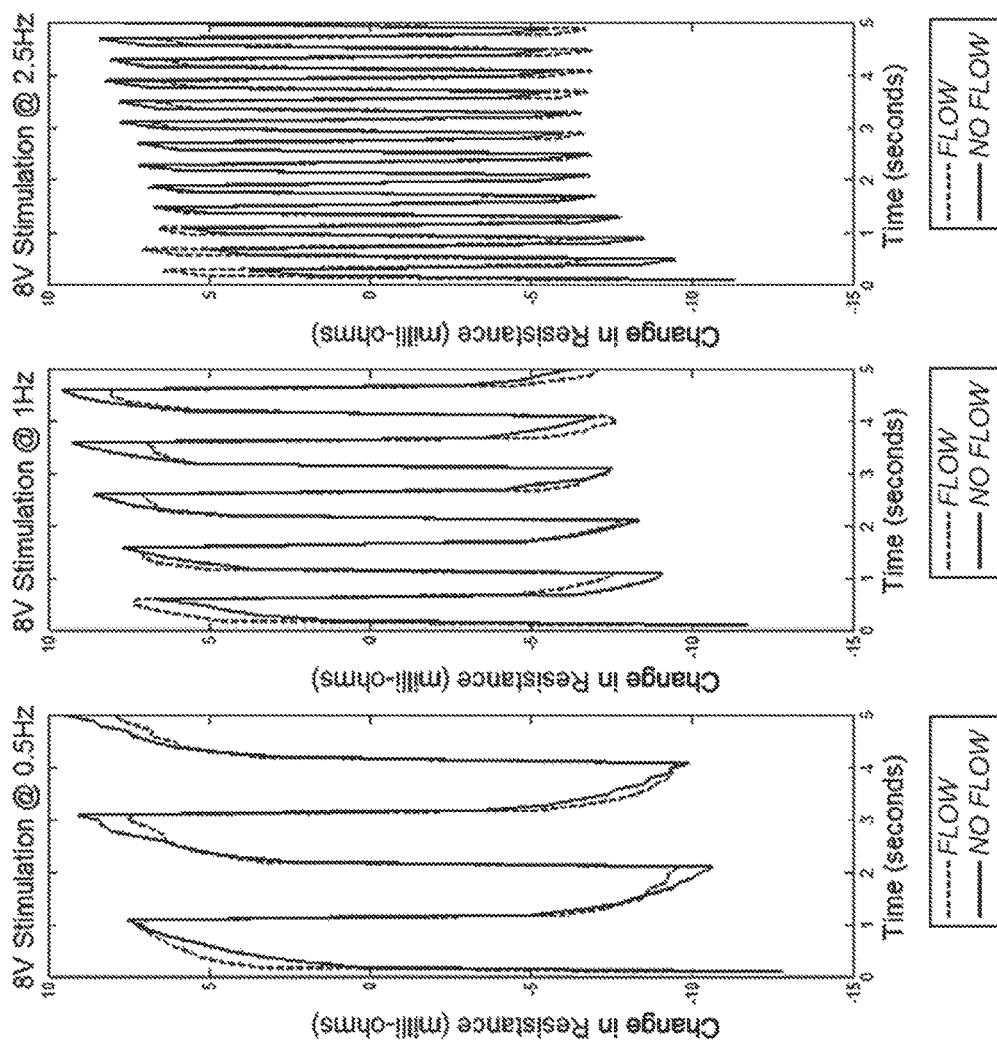 8V Stimulation @ 0.5Hz
Change in Resistance (milli-ohms)
10
5
0
-5
-10
-15
0 1 2 3 4 5
Time (seconds)
FLOW
NO FLOW
8V Stimulation @ 1Hz
Change in Resistance (milli-ohms)
10
5
0
-5
-10
-15
0 1 2 3 4 5
Time (seconds)
FLOW
NO FLOW
8V Stimulation @ 2.5Hz
Change in Resistance (milli-ohms)
10
5
0
-5
-10
-15
0 1 2 3 4 5
Time (seconds)
FLOW
NO FLOW